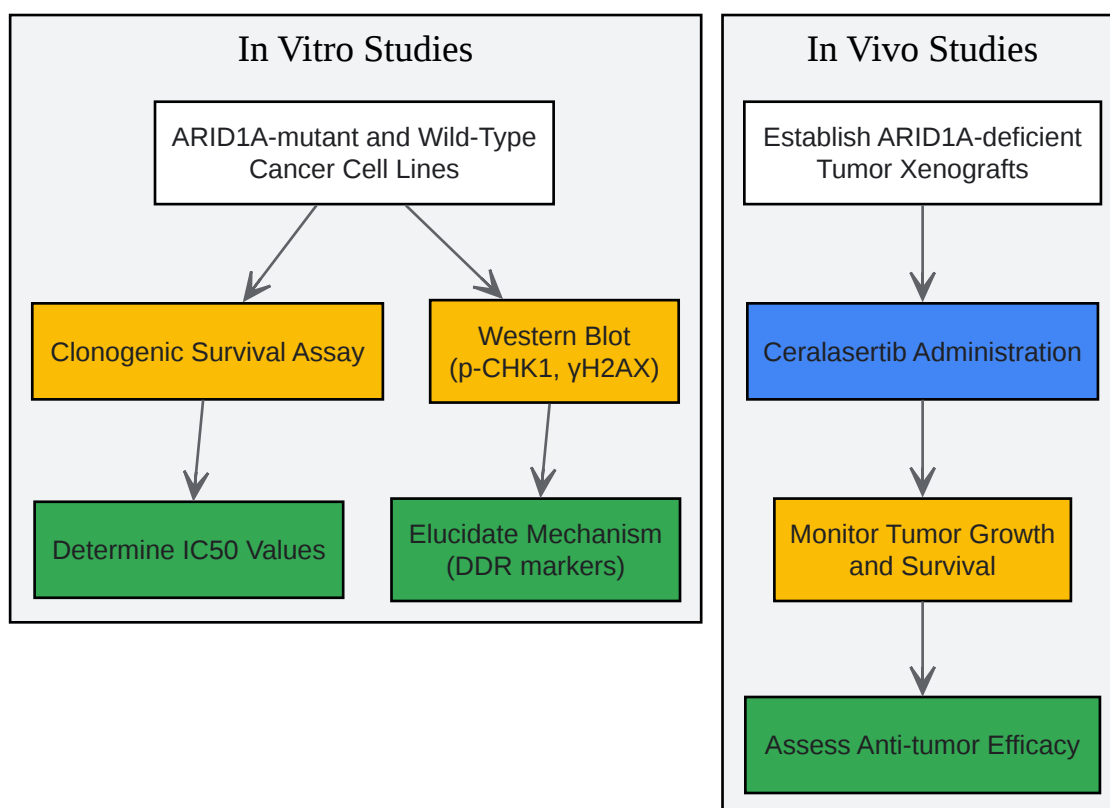 In Vitro Studies
ARID1A-mutant and Wild-Type
Cancer Cell Lines
Clonogenic Survival Assay
Western Blot
(p-CHK1, γH2AX)
Determine IC50 Values
Elucidate Mechanism
(DDR markers)
In Vivo Studies
Establish ARID1A-deficient
Tumor Xenografts
Ceralasertib Administration
Monitor Tumor Growth
and Survival
Assess Anti-tumor Efficacy